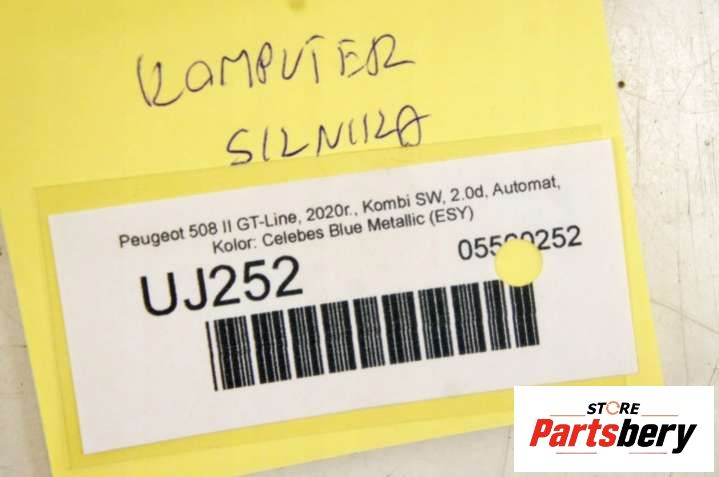 KOMPUTER
SILNIKA
Peugeot 508 II GT-Line, 2020r., Kombi SW, 2.0d, Automat,
Kolor: Celebes Blue Metallic (ESY)
UJ252
STORE
Partsbery